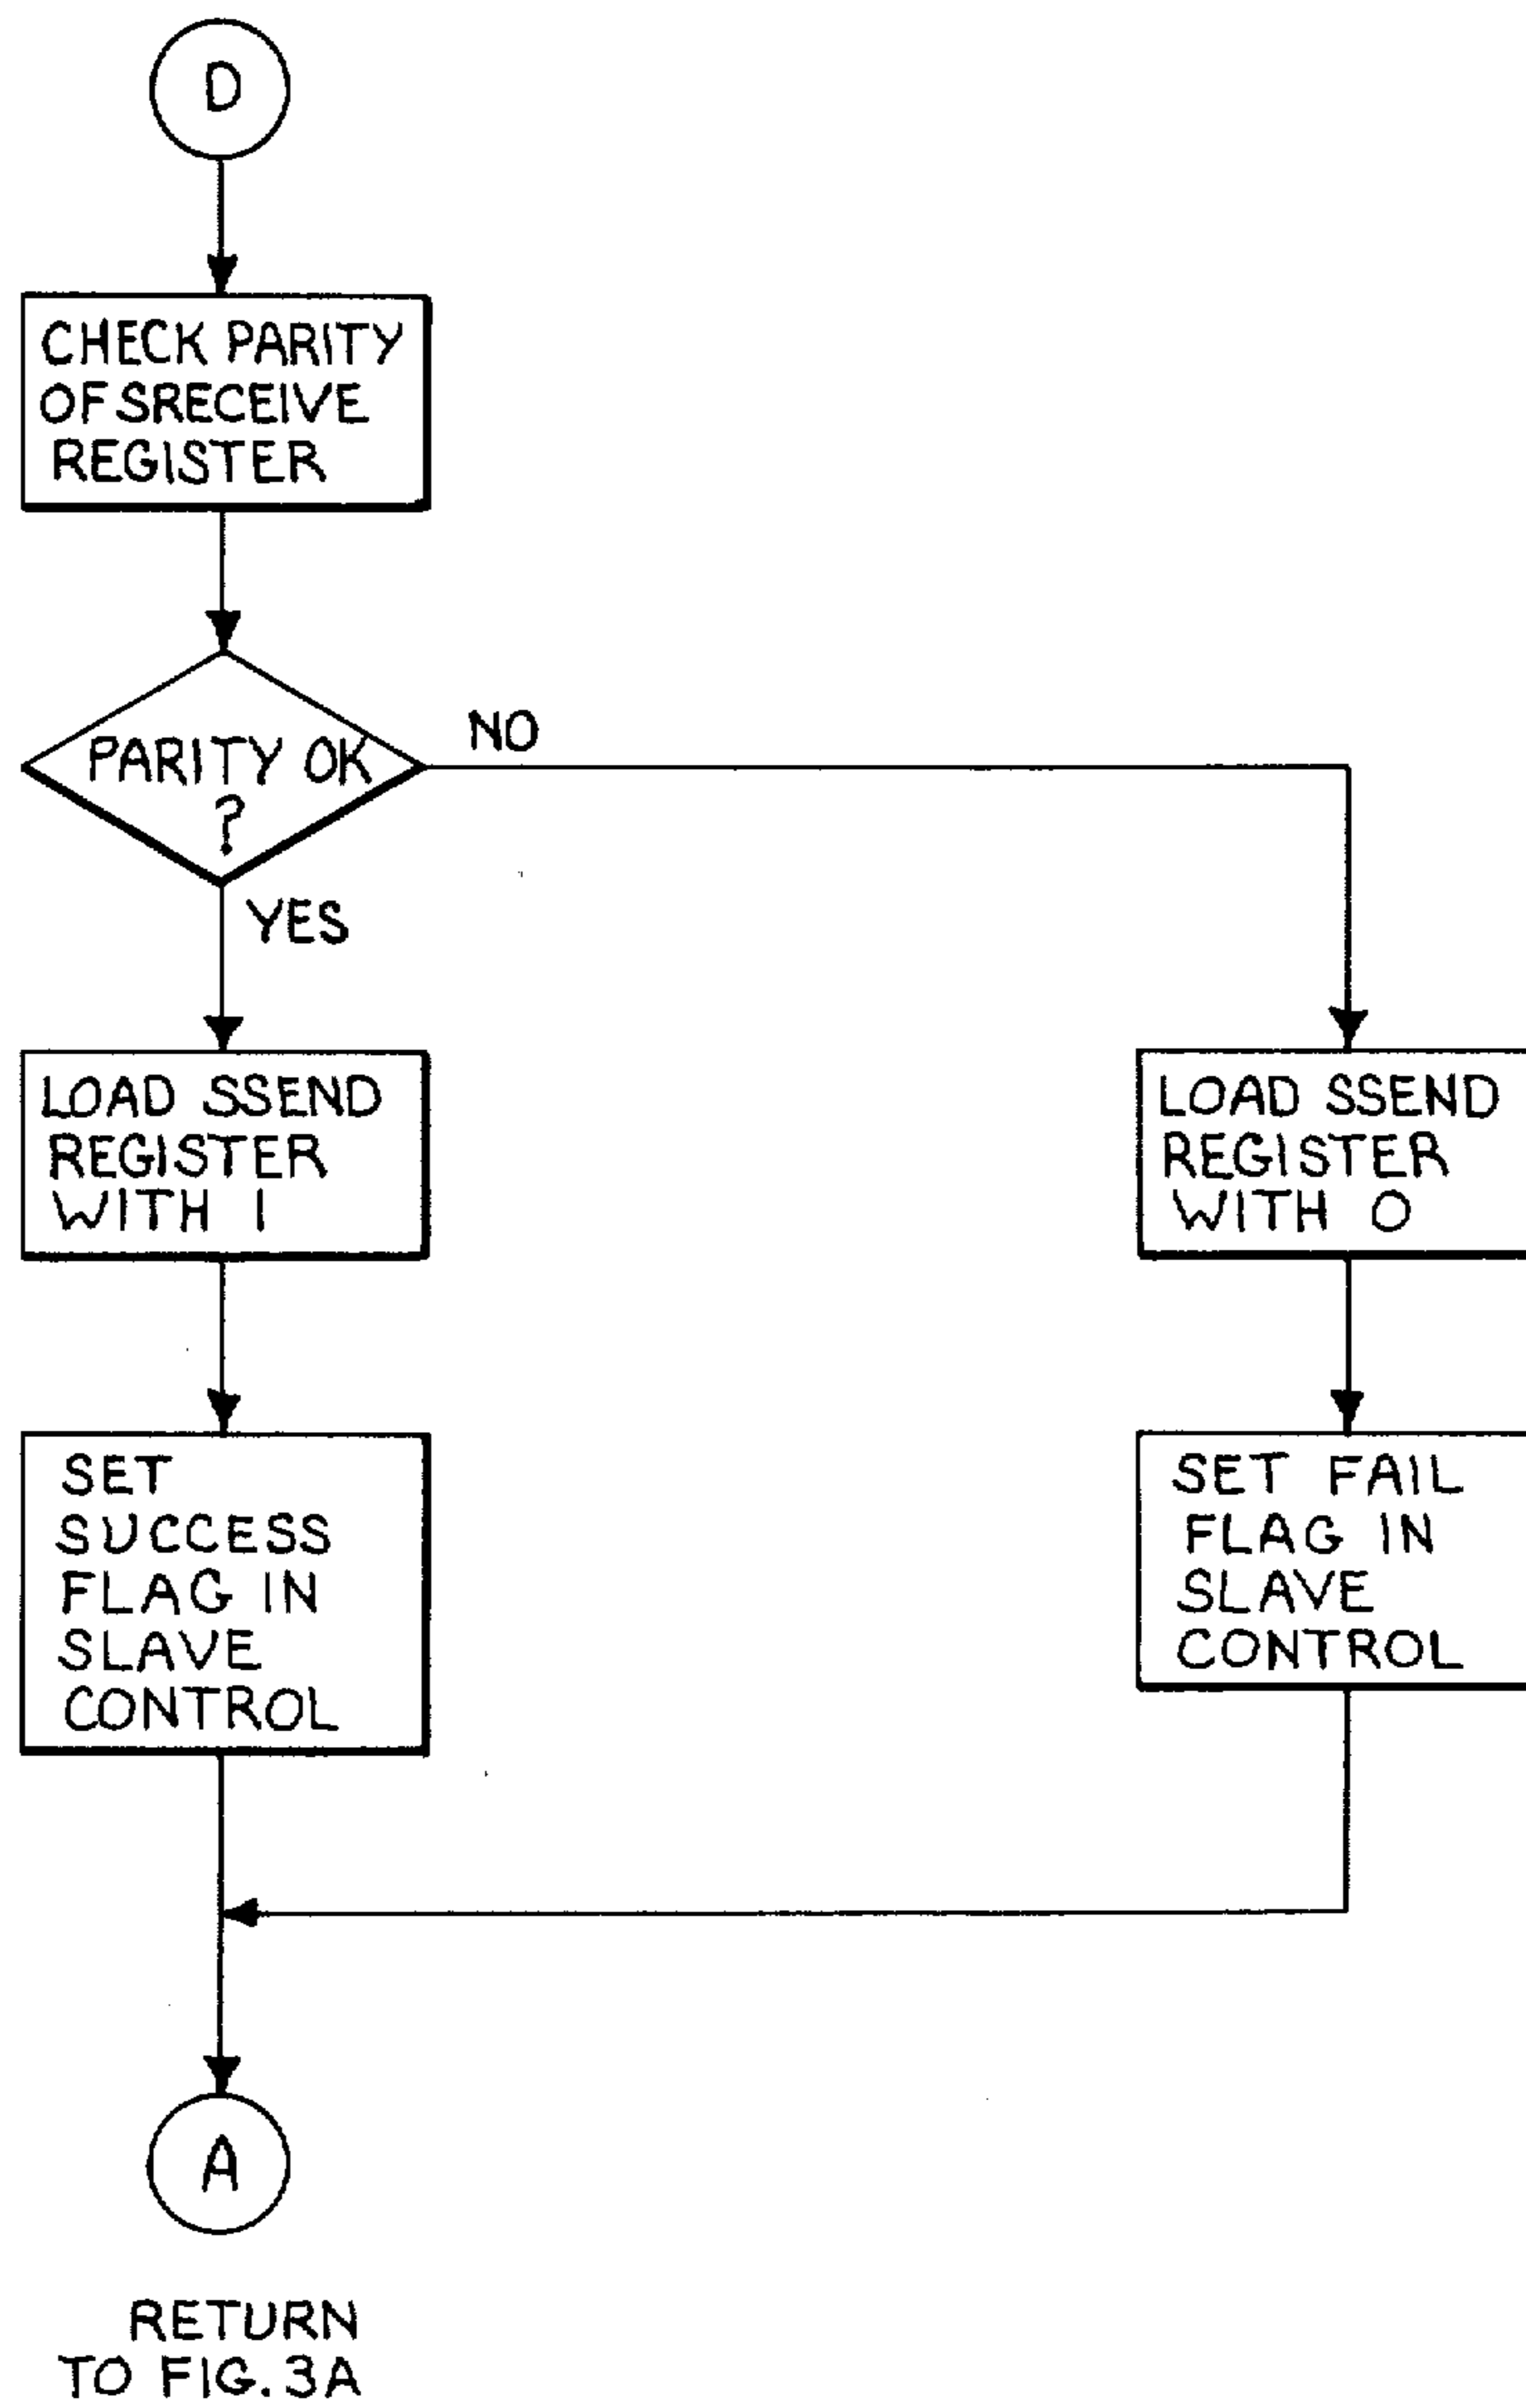 D
CHECK PARITY
OF SRECEIVE
REGISTER
PARITY OK
?
NO
YES
LOAD SSEND
REGISTER
WITH 1
LOAD SSEND
REGISTER
WITH 0
SET
SUCCESS
FLAG IN
SLAVE
CONTROL
SET FAIL
FLAG IN
SLAVE
CONTROL
A
RETURN
TO FIG. 3A